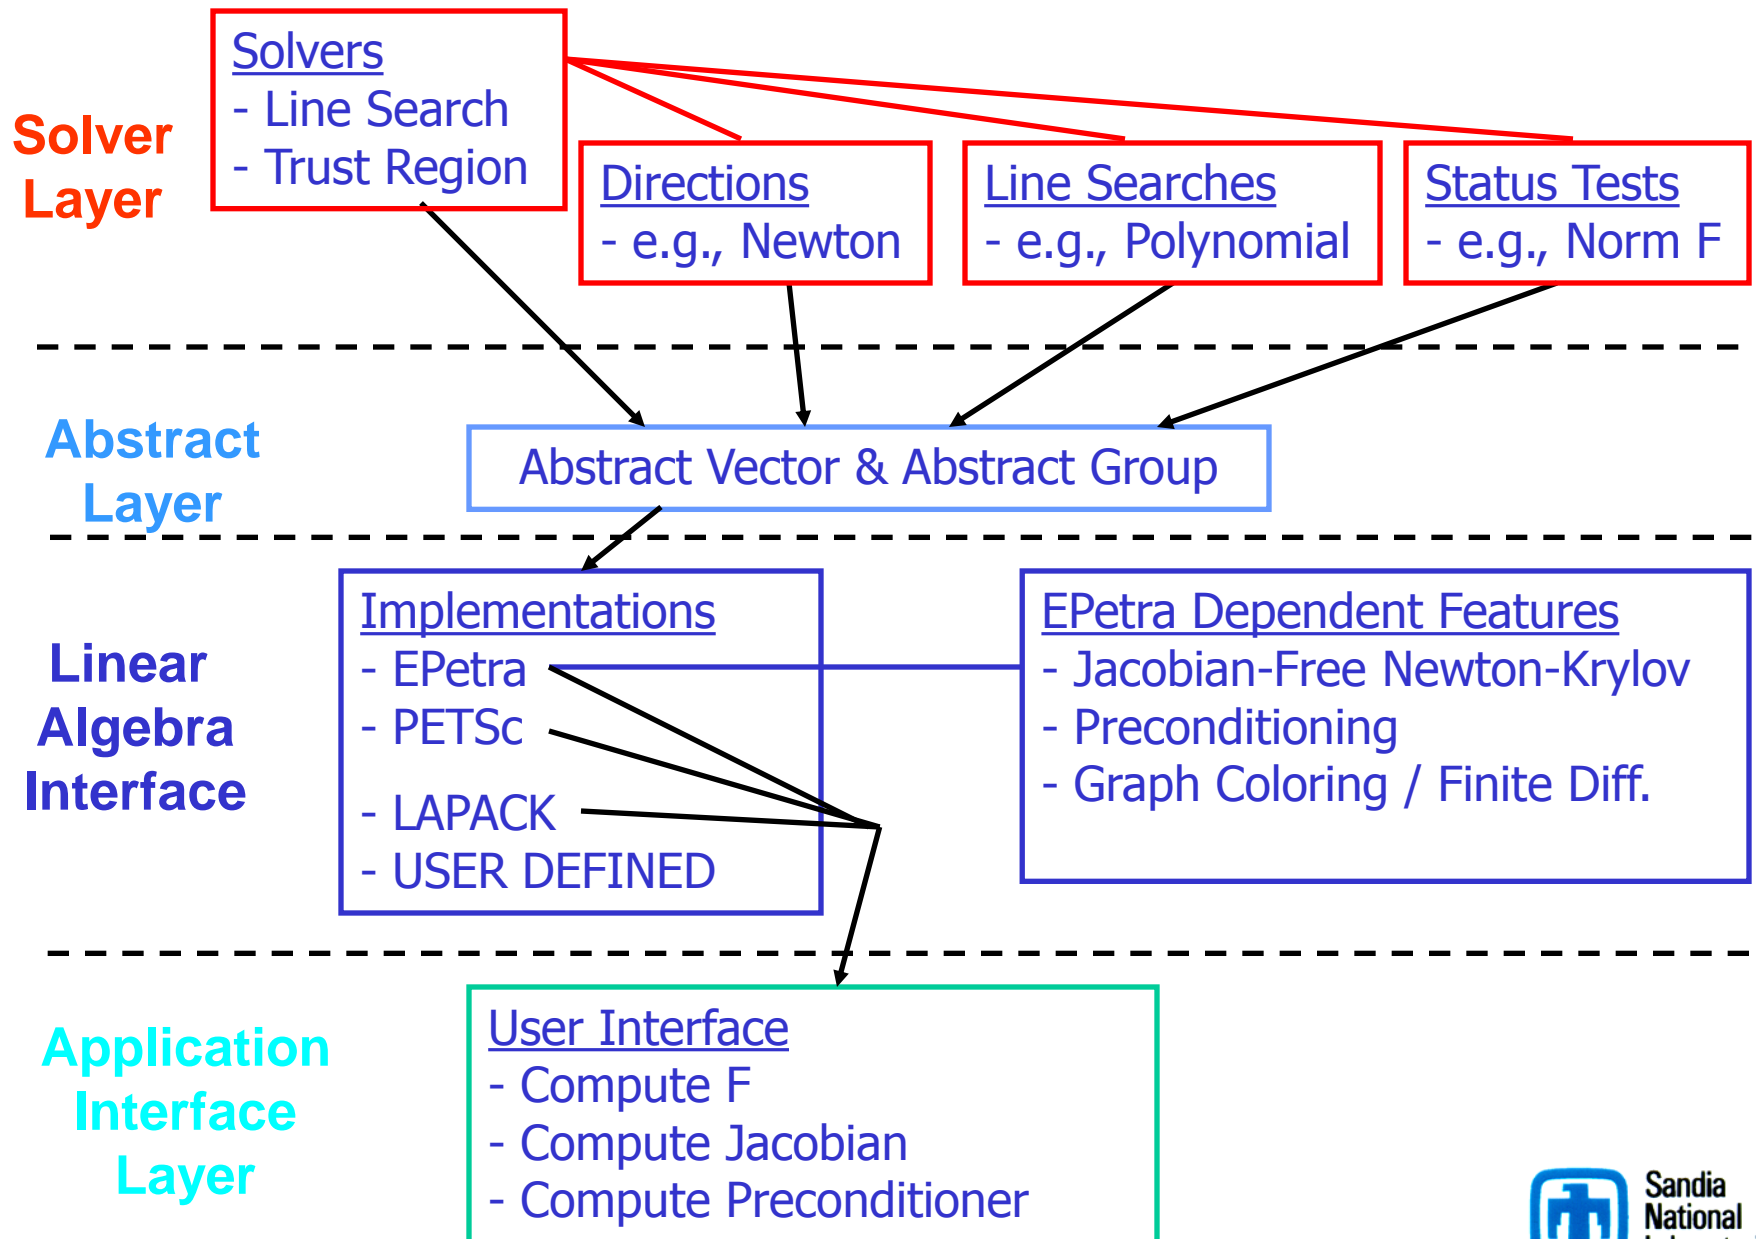 Solver
Layer
Solvers
- Line Search
- Trust Region
Directions
- e.g., Newton
Line Searches
- e.g., Polynomial
Status Tests
- e.g., Norm F
Abstract
Layer
Abstract Vector & Abstract Group
Linear
Algebra
Interface
Implementations
- EPetra
- PETSc
- LAPACK
- USER DEFINED
EPetra Dependent Features
- Jacobian-Free Newton-Krylov
- Preconditioning
- Graph Coloring / Finite Diff.
Application
Interface
Layer
User Interface
- Compute F
- Compute Jacobian
- Compute Preconditioner
Sandia
National